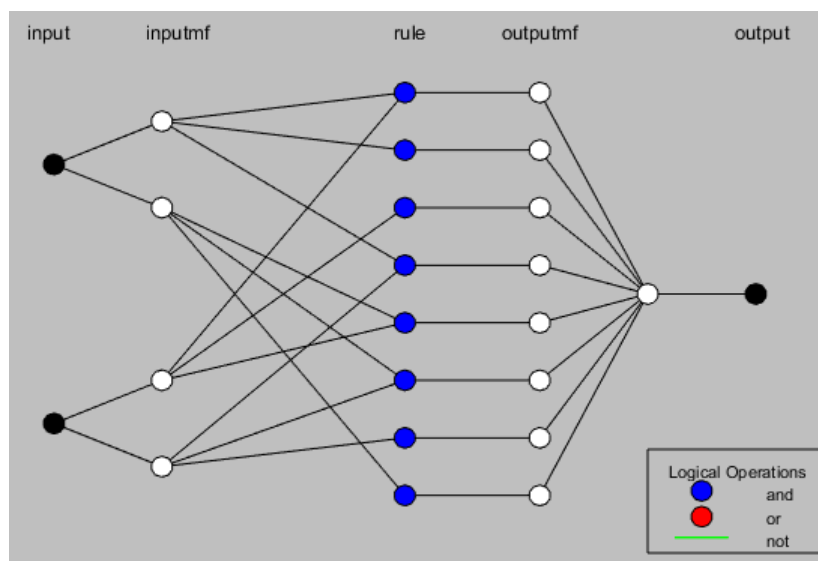 input inputmf rule outputmf output
Logical Operations
and
or
not